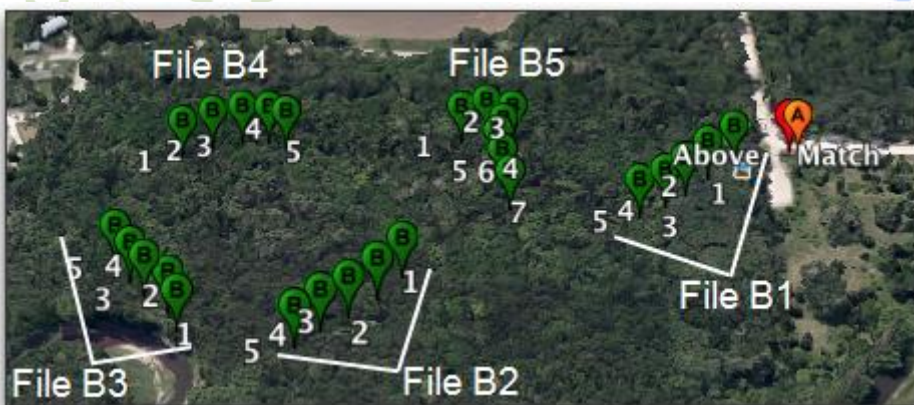 File B4
File B5
B B B B B
1 2 3 4 5
B B B B B B
1 2 3 5 6 4 7
A
Above Match
B B B B B
5 4 2 3 1
File B1
B B B B B
5 4 3 2 1
File B3
B B B B B
5 4 3 2 1
File B2